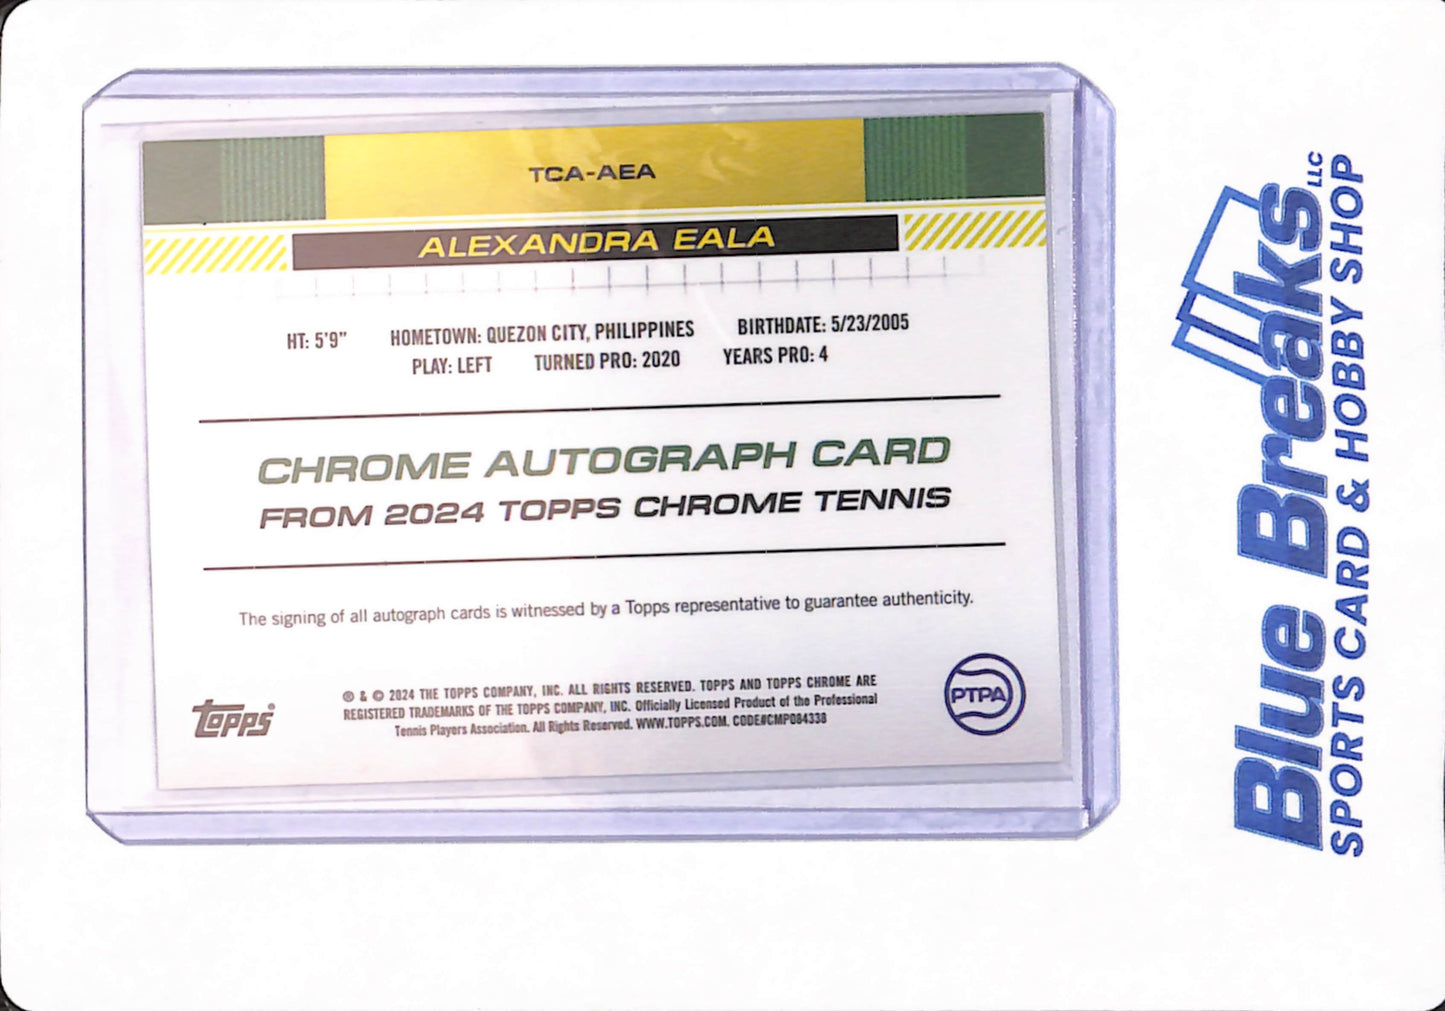 TCA-AEA
ALEXANDRA EALA
HT: 5'9" HOMETOWN: QUEZON CITY, PHILIPPINES BIRTHDATE: 5/23/2005
PLAY: LEFT TURNED PRO: 2020 YEARS PRO: 4
CHROME AUTOGRAPH CARD
FROM 2024 TOPPS CHROME TENNIS
The signing of all autograph cards is witnessed by a Topps representative to guarantee authenticity.
Topps
® & © 2024 THE TOPPS COMPANY, INC. ALL RIGHTS RESERVED. TOPPS AND TOPPS CHROME ARE
REGISTERED TRADEMARKS OF THE TOPPS COMPANY, INC. Officially Licensed Product of the Professional
Tennis Players Association. All Rights Reserved. WWW.TOPPS.COM. CODE#CMP084338
PTPA
Blue Breaks LLC
SPORTS CARD & HOBBY SHOP